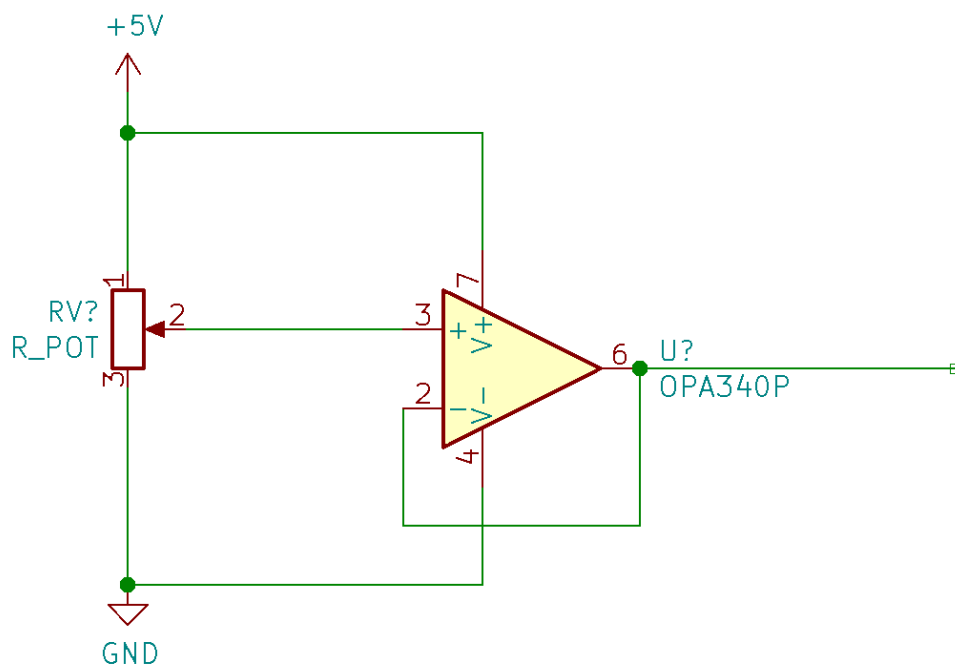 +5V
1
RV?
R_POT
2
3
7
3
+
V+
2
-
V-
4
6
U?
OPA340P
GND